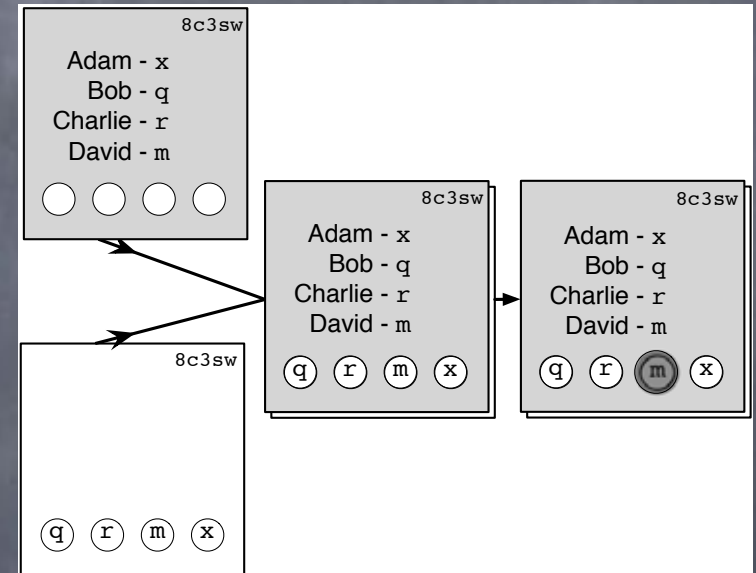 8c3sw
Adam - x
Bob - q
Charlie - r
David - m
8c3sw
q r m x
8c3sw
Adam - x
Bob - q
Charlie - r
David - m
q r m x
8c3sw
Adam - x
Bob - q
Charlie - r
David - m
q r m x